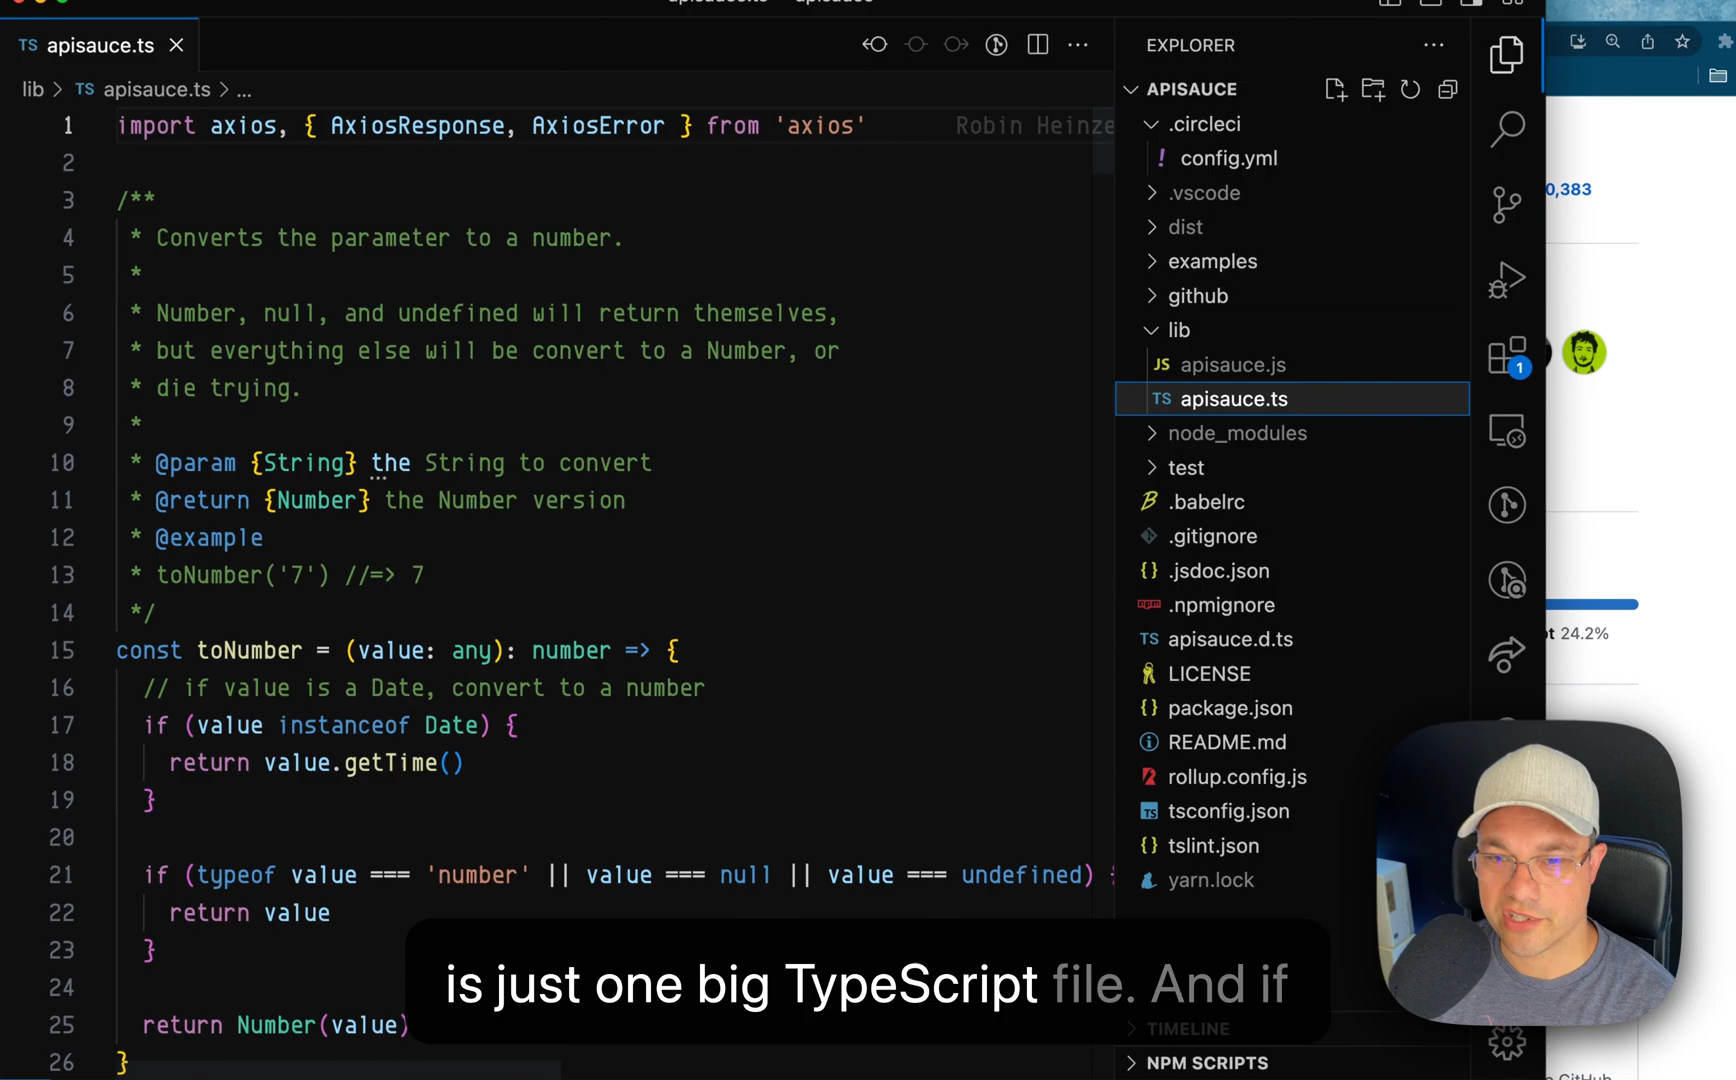 TS apisauce.ts
lib > TS apisauce.ts > ...
1 import axios, { AxiosResponse, AxiosError } from 'axios'
2
3 /**
4 * Converts the parameter to a number.
5 *
6 * Number, null, and undefined will return themselves,
7 * but everything else will be convert to a Number, or
8 * die trying.
9 *
10 * @param {String} the String to convert
11 * @return {Number} the Number version
12 * @example
13 * toNumber('7') //=> 7
14 */
15 const toNumber = (value: any): number => {
16 // if value is a Date, convert to a number
17 if (value instanceof Date) {
18 return value.getTime()
19 }
20
21 if (typeof value === 'number' || value === null || value === undefined) {
22 return value
23 }
24
25 return Number(value)
26 }
Robin
EXPLORER
APISAUCE
.circleci
! config.yml
.vscode
dist
examples
github
lib
JS apisauce.js
TS apisauce.ts
node_modules
test
.babelrc
.gitignore
{} .jsdoc.json
npm .npmignore
TS apisauce.d.ts
LICENSE
{} package.json
README.md
rollup.config.js
TS tsconfig.json
{} tslint.json
yarn.lock
TIMELINE
NPM SCRIPTS
1
0,383
24.2%
is just one big TypeScript file. And if